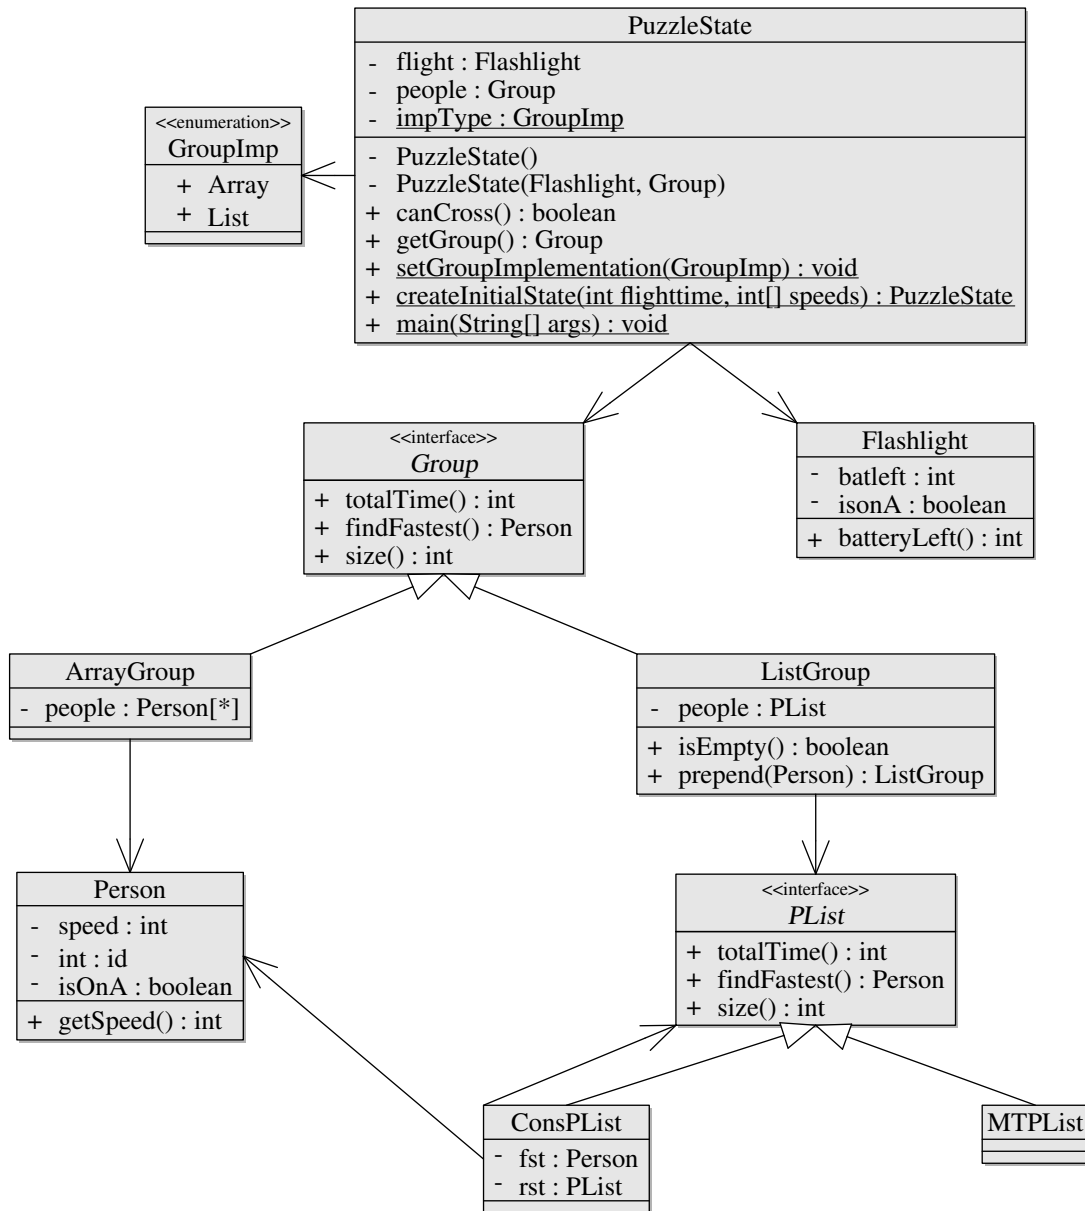 PuzzleState
- flight : Flashlight
- people : Group
- impType : GroupImp
- PuzzleState()
- PuzzleState(Flashlight, Group)
+ canCross() : boolean
+ getGroup() : Group
+ setGroupImplementation(GroupImp) : void
+ createInitialState(int flighttime, int[] speeds) : PuzzleState
+ main(String[] args) : void
<<enumeration>>
GroupImp
+ Array
+ List
<<interface>>
Group
+ totalTime() : int
+ findFastest() : Person
+ size() : int
Flashlight
- batleft : int
- isonA : boolean
+ batteryLeft() : int
ArrayGroup
- people : Person[*]
ListGroup
- people : PList
+ isEmpty() : boolean
+ prepend(Person) : ListGroup
Person
- speed : int
- int : id
- isOnA : boolean
+ getSpeed() : int
<<interface>>
PList
+ totalTime() : int
+ findFastest() : Person
+ size() : int
ConsPList
- fst : Person
- rst : PList
MTPList